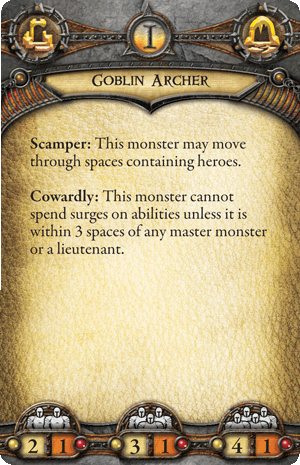 I
Goblin Archer
Scamper: This monster may move
through spaces containing heroes.
Cowardly: This monster cannot
spend surges on abilities unless it is
within 3 spaces of any master monster
or a lieutenant.
2 1 3 1 4 1